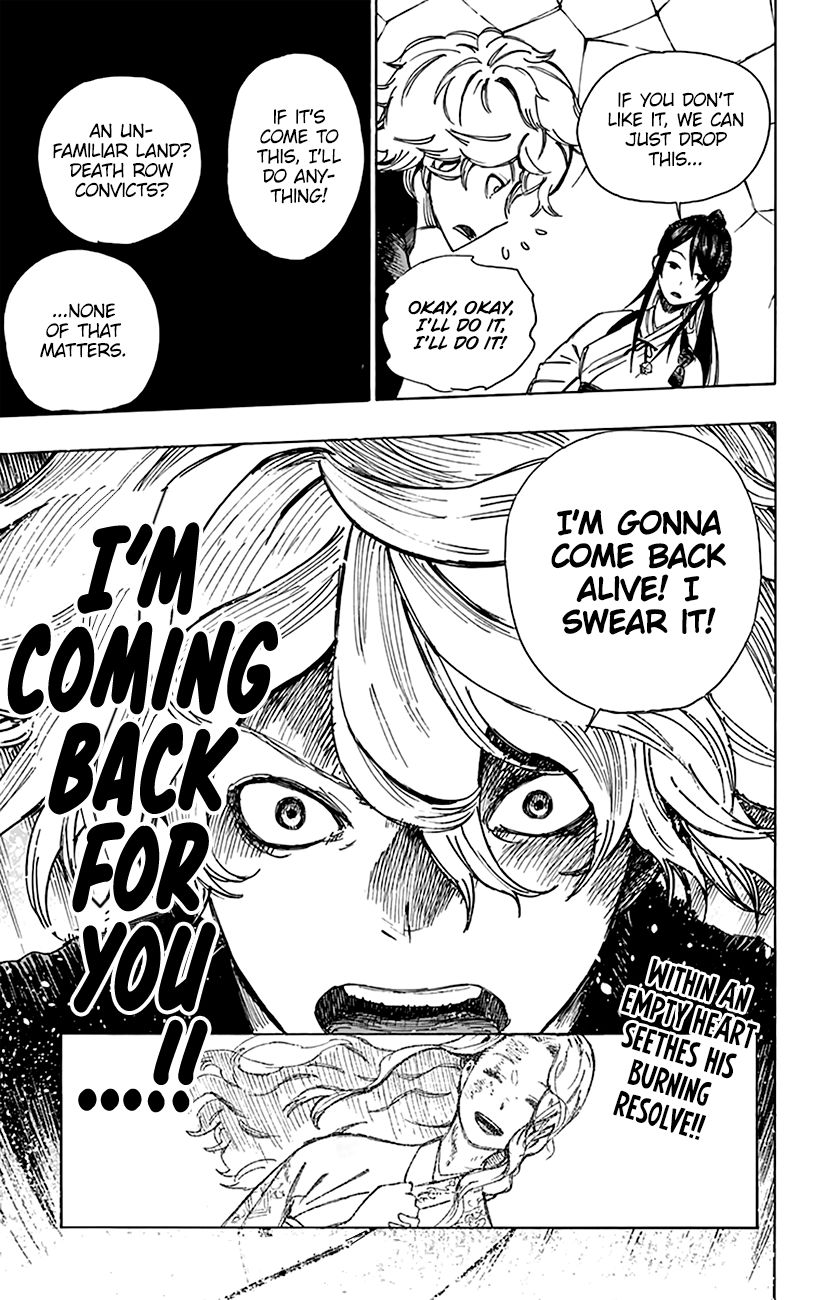 IF YOU DON'T
LIKE IT, WE CAN
JUST DROP
THIS...
OKAY, OKAY,
I'LL DO IT,
I'LL DO IT!
IF IT'S
COME TO
THIS, I'LL
DO ANY-
THING!
AN UN-
FAMILIAR LAND?
DEATH ROW
CONVICTS?
...NONE
OF THAT
MATTERS.
I'M GONNA
COME BACK
ALIVE! I
SWEAR IT!
I'M
COMING
BACK
FOR
YOU
.....!!
WITHIN AN
EMPTY HEART
SEETHES HIS
BURNING
RESOLVE!!